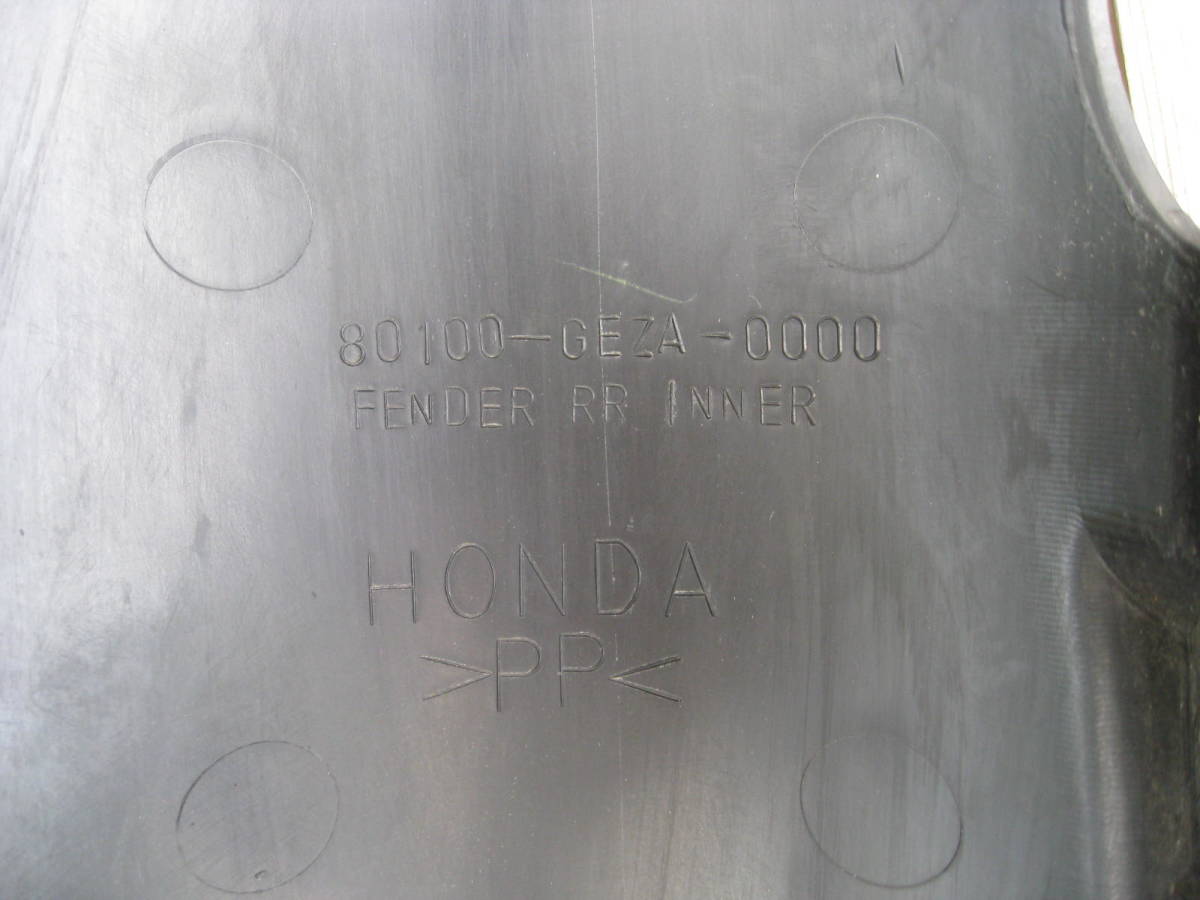 80100-GEZA-0000
FENDER RR INNER
HONDA
>PP<